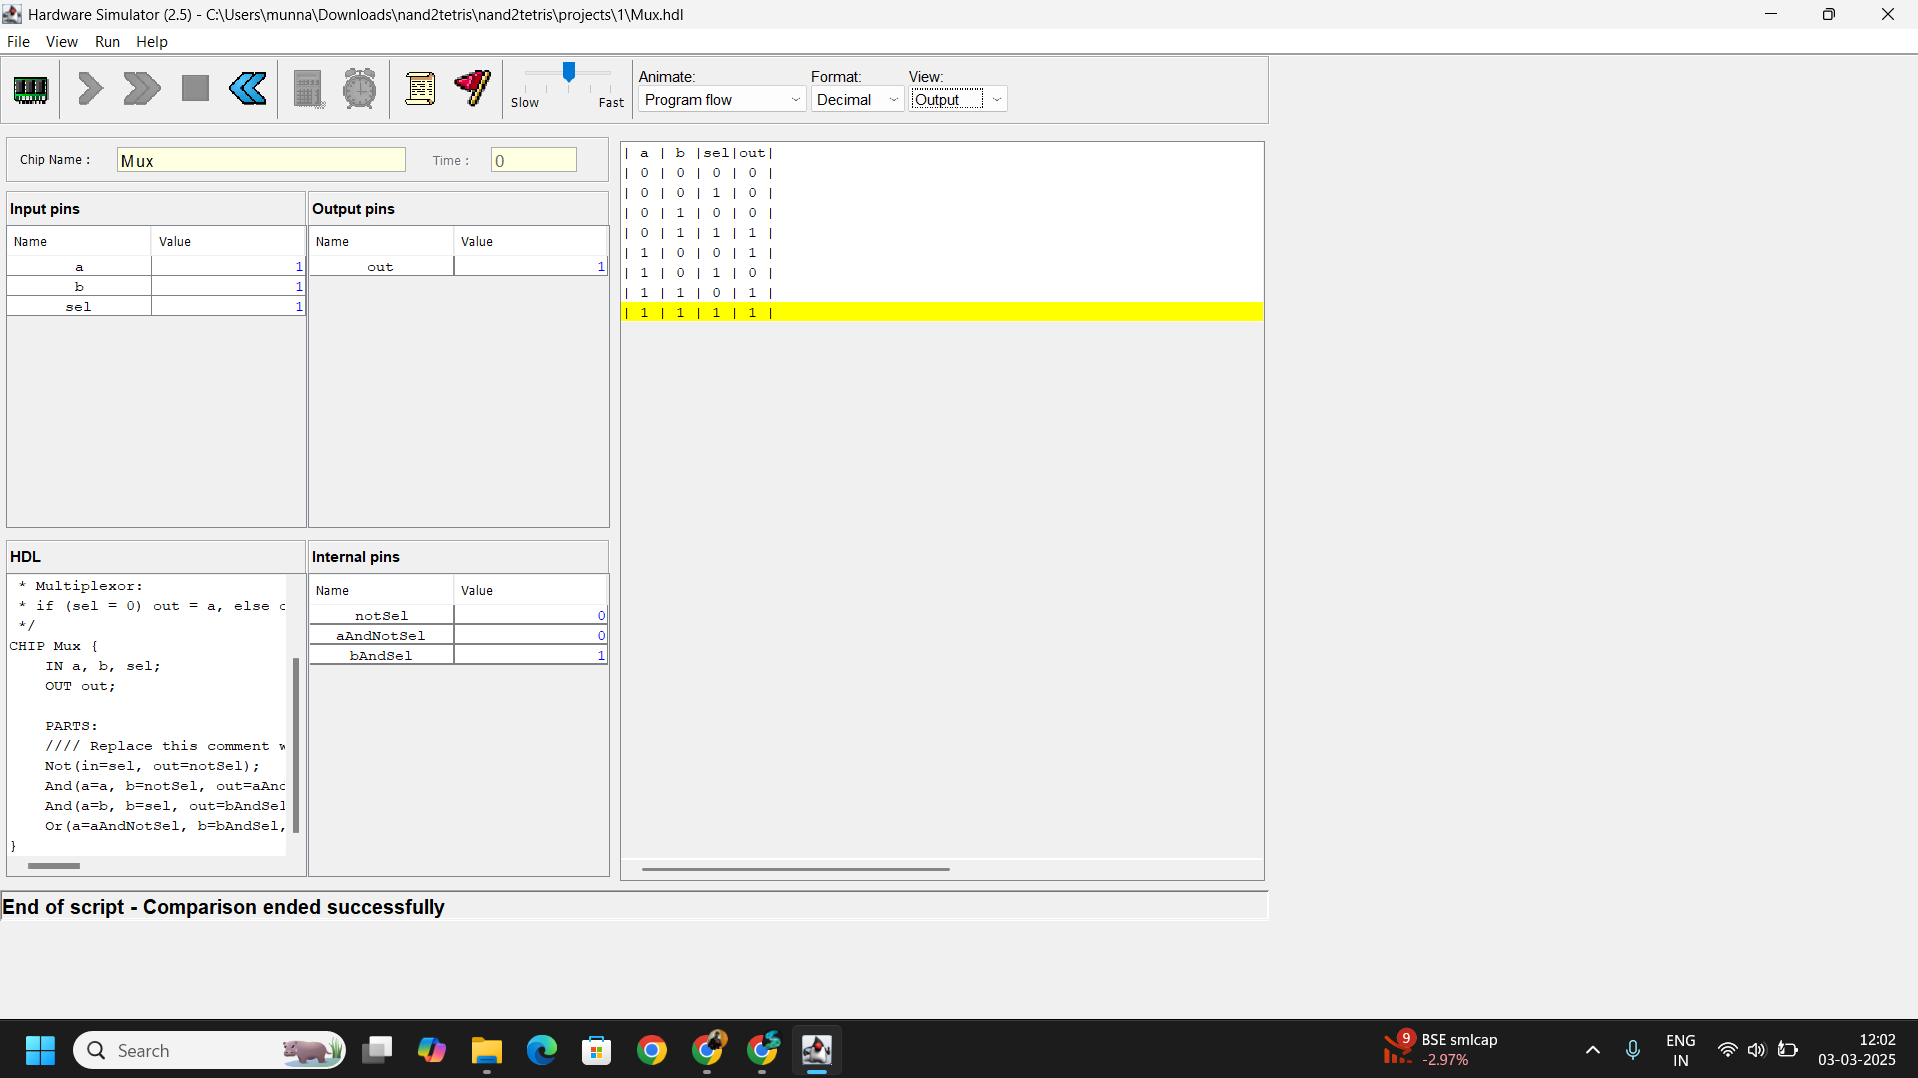 Hardware Simulator (2.5) - C:\Users\munna\Downloads\nand2tetris\nand2tetris\projects\1\Mux.hdl
File View Run Help
Slow Fast
Animate: Format: View:
Program flow Decimal Output
Chip Name : Mux Time : 0
Input pins
Name Value
a 1
b 1
sel 1
Output pins
Name Value
out 1
| a | b |sel|out|
| 0 | 0 | 0 | 0 |
| 0 | 0 | 1 | 0 |
| 0 | 1 | 0 | 0 |
| 0 | 1 | 1 | 1 |
| 1 | 0 | 0 | 1 |
| 1 | 0 | 1 | 0 |
| 1 | 1 | 0 | 1 |
| 1 | 1 | 1 | 1 |
HDL
* Multiplexor:
* if (sel = 0) out = a, else
*/
CHIP Mux {
IN a, b, sel;
OUT out;
PARTS:
//// Replace this comment
Not(in=sel, out=notSel);
And(a=a, b=notSel, out=aAnd
And(a=b, b=sel, out=bAndSel
Or(a=aAndNotSel, b=bAndSel,
}
Internal pins
Name Value
notSel 0
aAndNotSel 0
bAndSel 1
End of script - Comparison ended successfully
Search
9 BSE smlcap
-2.97%
ENG
IN
12:02
03-03-2025